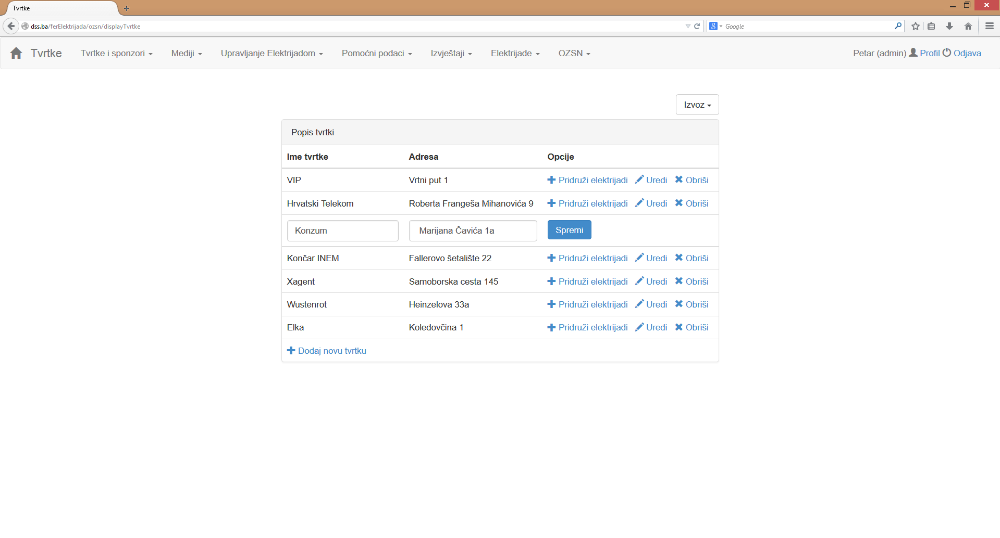 Tvrtke
dss.ba/ferElektrijada/ozsn/displayTvrtke
Google
Tvrtke Tvrtke i sponzori Mediji Upravljanje Elektrijadom Pomoćni podaci Izvještaji Elektrijade OZSN Petar (admin) Profil Odjava
Izvoz
Popis tvrtki
Ime tvrtke Adresa Opcije
VIP Vrtni put 1 Pridruži elektrijadi Uredi Obriši
Hrvatski Telekom Roberta Frangeša Mihanovića 9 Pridruži elektrijadi Uredi Obriši
Konzum Marijana Čavića 1a Spremi
Končar INEM Fallerovo šetalište 22 Pridruži elektrijadi Uredi Obriši
Xagent Samoborska cesta 145 Pridruži elektrijadi Uredi Obriši
Wustenrot Heinzelova 33a Pridruži elektrijadi Uredi Obriši
Elka Koledovčina 1 Pridruži elektrijadi Uredi Obriši
Dodaj novu tvrtku